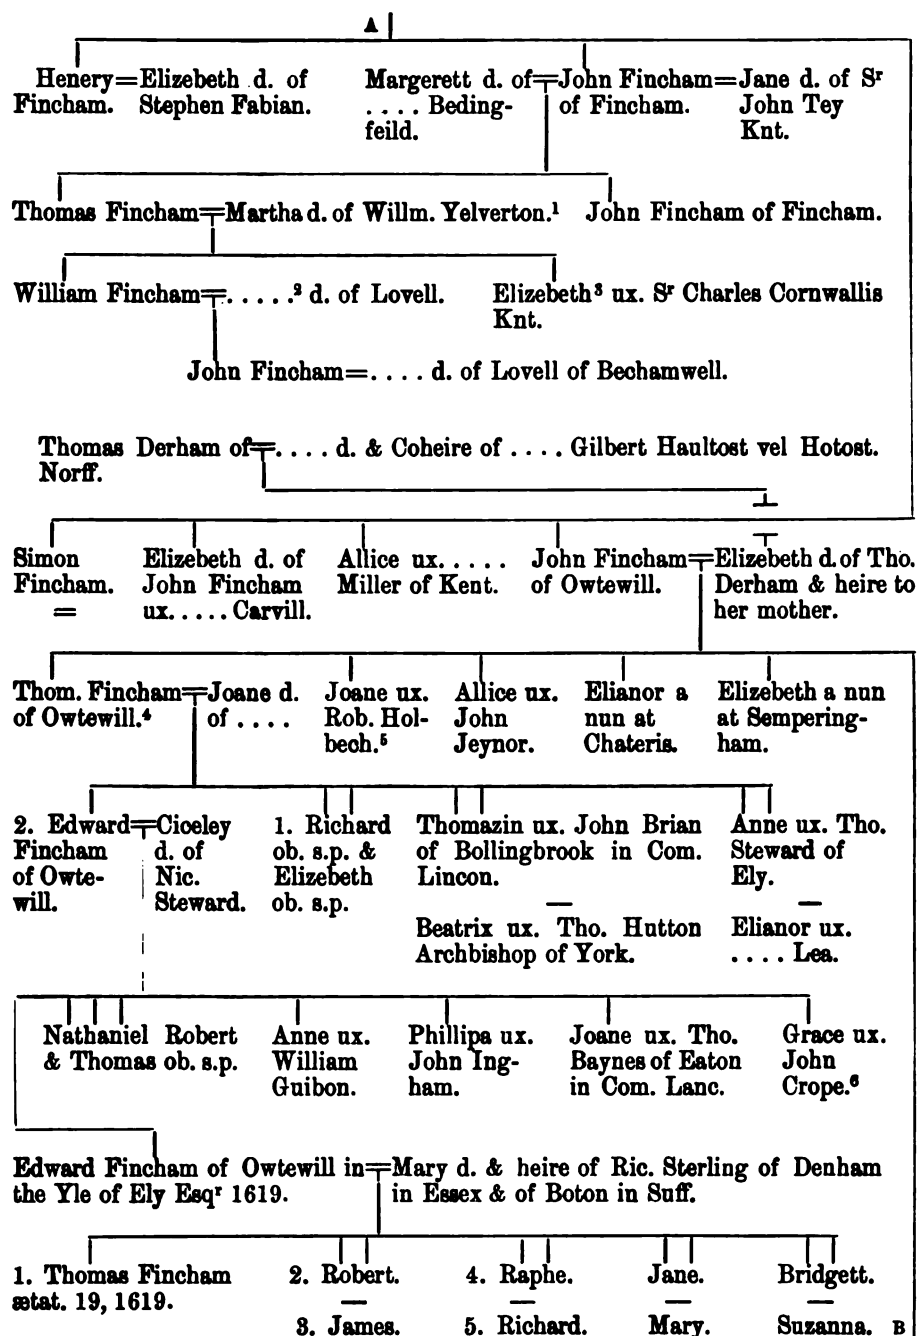 A
Henery=Elizebeth d. of
Fincham. Stephen Fabian.
Margerett d. of=John Fincham=Jane d. of Sr
. . . . Beding- of Fincham. John Tey
feild. Knt.
Thomas Fincham=Martha d. of Willm. Yelverton.¹ John Fincham of Fincham.
William Fincham=. . . . .² d. of Lovell. Elizebeth³ ux. Sr Charles Cornwallis
Knt.
John Fincham=. . . . d. of Lovell of Bechamwell.
Thomas Derham of=. . . . d. & Coheire of . . . . Gilbert Haultost vel Hotost.
Norff.
Simon
Fincham.
=
Elizebeth d. of
John Fincham
ux. . . . . Carvill.
Allice ux. . . . . .
Miller of Kent.
John Fincham=Elizebeth d. of Tho.
of Owtewill. Derham & heire to
her mother.
Thom. Fincham=Joane d.
of Owtewill.⁴ of . . . .
Joane ux.
Rob. Hol-
bech.⁵
Allice ux.
John
Jeynor.
Elianor a
nun at
Chateris.
Elizebeth a nun
at Sempering-
ham.
2. Edward=Ciceley
Fincham d. of
of Owte- Nic.
will. Steward.
1. Richard
ob. s.p. &
Elizebeth
ob. s.p.
Thomazin ux. John Brian
of Bollingbrook in Com.
Lincon.
—
Beatrix ux. Tho. Hutton
Archbishop of York.
Anne ux. Tho.
Steward of
Ely.
—
Elianor ux.
. . . . Lea.
Nathaniel Robert
& Thomas ob. s.p.
Anne ux.
William
Guibon.
Phillipa ux.
John Ing-
ham.
Joane ux. Tho.
Baynes of Eaton
in Com. Lanc.
Grace ux.
John
Crope.⁶
Edward Fincham of Owtewill in=Mary d. & heire of Ric. Sterling of Denham
the Yle of Ely Esqr 1619. in Essex & of Boton in Suff.
1. Thomas Fincham
ætat. 19, 1619.
2. Robert.
—
3. James.
4. Raphe.
—
5. Richard.
Jane.
—
Mary.
Bridgett.
—
Suzanna. B